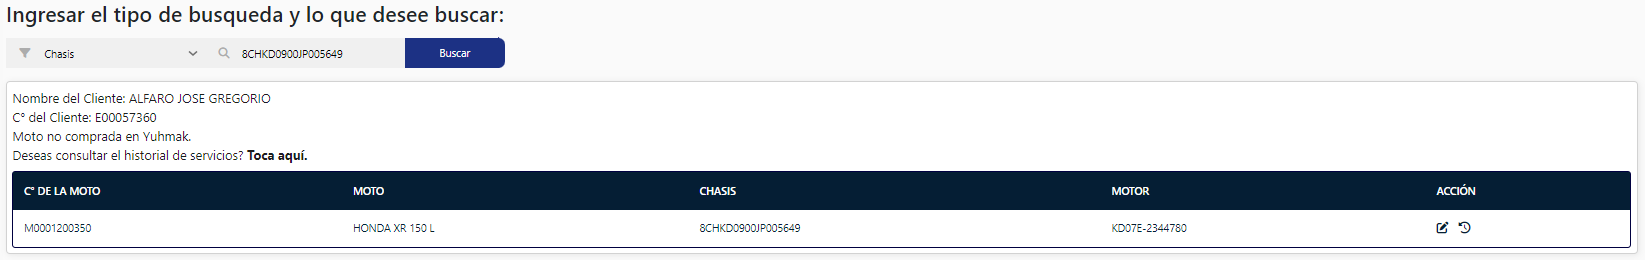 Ingresar el tipo de busqueda y lo que desee buscar:
Chasis 8CHKD0900JP005649 Buscar
Nombre del Cliente: ALFARO JOSE GREGORIO
C° del Cliente: E00057360
Moto no comprada en Yuhmak.
Deseas consultar el historial de servicios? Toca aquí.
C° DE LA MOTO MOTO CHASIS MOTOR ACCIÓN
M0001200350 HONDA XR 150 L 8CHKD0900JP005649 KD07E-2344780